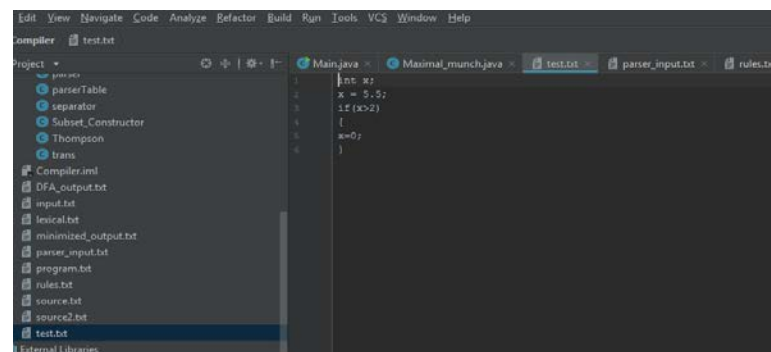 Edit View Navigate Code Analyze Refactor Build Run Tools VCS Window Help
Compiler test.txt
Project Main.java Maximal_munch.java test.txt parser_input.txt rules.tx
parser
parserTable
separator
Subset_Constructor
Thompson
trans
Compiler.iml
DFA_output.txt
input.txt
lexical.txt
minimized_output.txt
parser_input.txt
program.txt
rules.txt
source.txt
source2.txt
test.txt
External Libraries
1 int x;
2 x = 5.5;
3 if(x>2)
4 {
5 x=0;
6 }